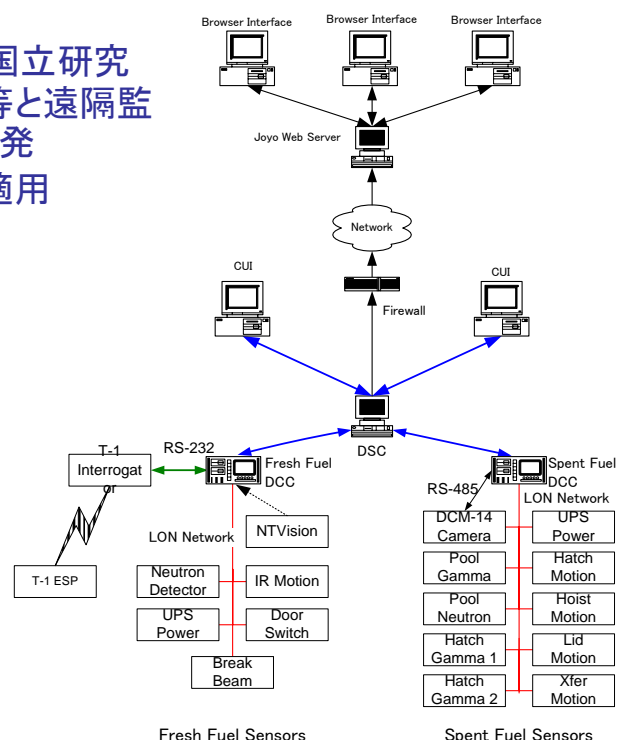 Browser Interface
Browser Interface
Browser Interface
国立研究
等と遠隔監
発
適用
Joyo Web Server
Network
CUI
CUI
Firewall
DSC
T-1
Interrogat
or
RS-232
Fresh Fuel
DCC
Spent Fuel
DCC
RS-485
LON Network
LON Network
NTVision
T-1 ESP
Neutron
Detector
IR Motion
UPS
Power
Door
Switch
Break
Beam
DCM-14
Camera
UPS
Power
Pool
Gamma
Hatch
Motion
Pool
Neutron
Hoist
Motion
Hatch
Gamma 1
Lid
Motion
Hatch
Gamma 2
Xfer
Motion
Fresh Fuel Sensors
Spent Fuel Sensors